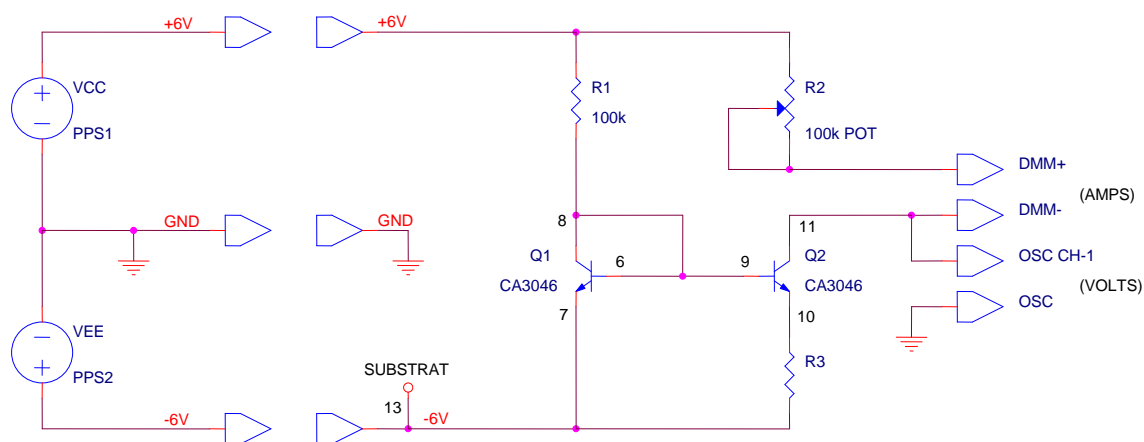 +6V
+6V
VCC
PPS1
R1
100k
R2
100k POT
DMM+
(AMPS)
DMM-
GND
GND
8
11
Q1
6
9
Q2
OSC CH-1
CA3046
CA3046
(VOLTS)
7
10
OSC
VEE
PPS2
SUBSTRAT
R3
13
-6V
-6V